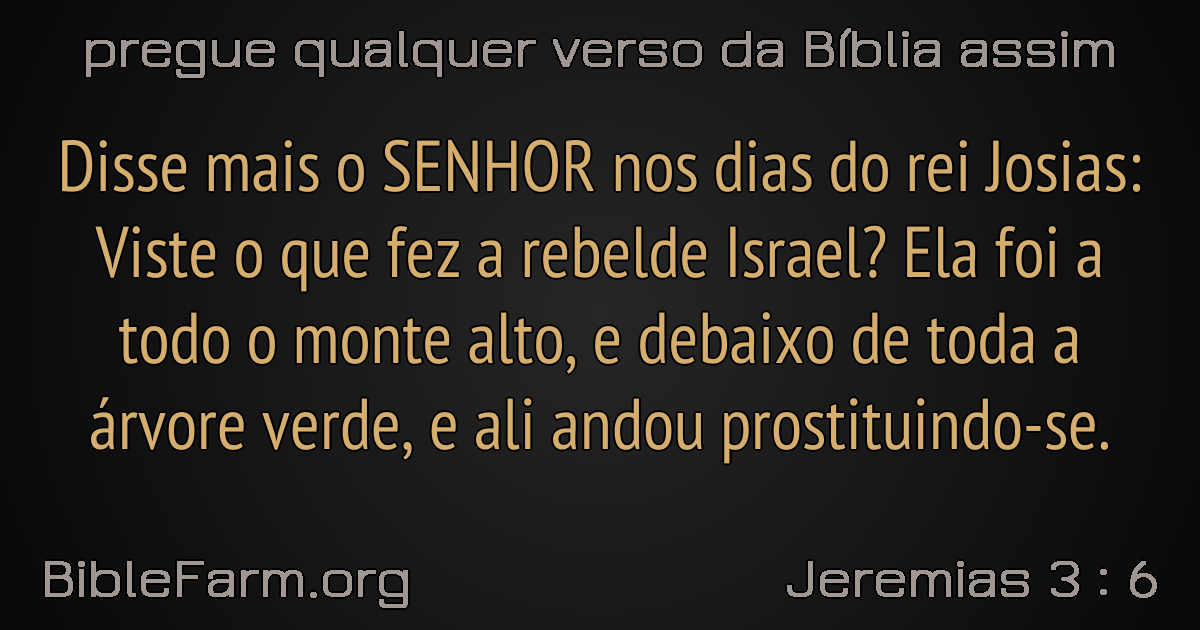 pregue qualquer verso da Bíblia assim
Disse mais o SENHOR nos dias do rei Josias:
Viste o que fez a rebelde Israel? Ela foi a
todo o monte alto, e debaixo de toda a
árvore verde, e ali andou prostituindo-se.
BibleFarm.org
Jeremias 3 : 6